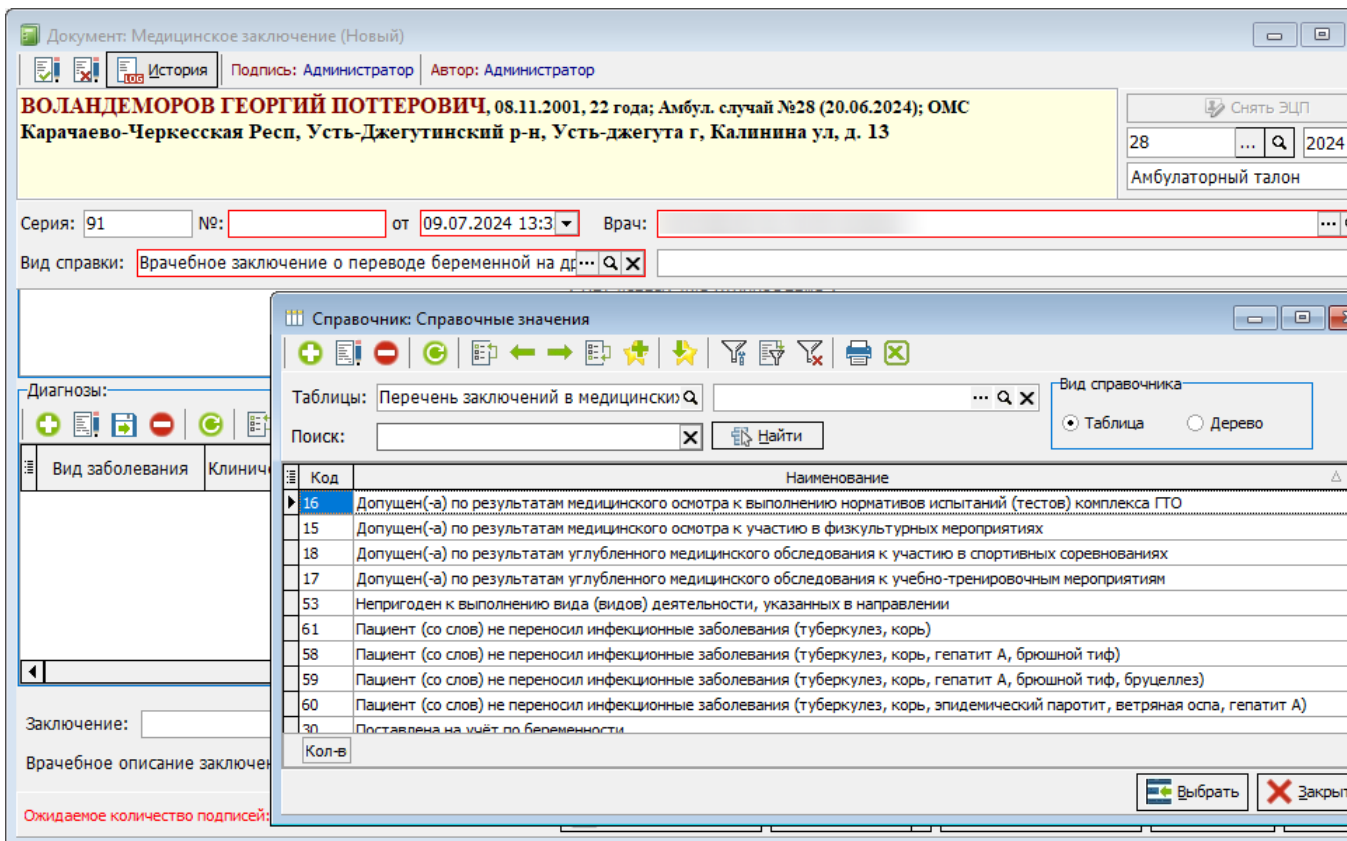 Документ: Медицинское заключение (Новый)
История Подпись: Администратор Автор: Администратор
ВОЛАНДЕМОРОВ ГЕОРГИЙ ПОТТЕРОВИЧ, 08.11.2001, 22 года; Амбул. случай №28 (20.06.2024); ОМС
Карачаево-Черкесская Респ, Усть-Джегутинский р-н, Усть-джегута г, Калинина ул, д. 13
Снять ЭЦП
28 ... 2024
Амбулаторный талон
Серия: 91 №: от 09.07.2024 13:3 Врач: ...
Вид справки: Врачебное заключение о переводе беременной на др ...
Справочник: Справочные значения
Таблицы: Перечень заключений в медицинских ...
Вид справочника
Таблица Дерево
Поиск: Найти
Диагнозы:
Вид заболевания Клиниче
Код Наименование
16 Допущен(-а) по результатам медицинского осмотра к выполнению нормативов испытаний (тестов) комплекса ГТО
15 Допущен(-а) по результатам медицинского осмотра к участию в физкультурных мероприятиях
18 Допущен(-а) по результатам углубленного медицинского обследования к участию в спортивных соревнованиях
17 Допущен(-а) по результатам углубленного медицинского обследования к учебно-тренировочным мероприятиям
53 Непригоден к выполнению вида (видов) деятельности, указанных в направлении
61 Пациент (со слов) не переносил инфекционные заболевания (туберкулез, корь)
58 Пациент (со слов) не переносил инфекционные заболевания (туберкулез, корь, гепатит А, брюшной тиф)
59 Пациент (со слов) не переносил инфекционные заболевания (туберкулез, корь, гепатит А, брюшной тиф, бруцеллез)
60 Пациент (со слов) не переносил инфекционные заболевания (туберкулез, корь, эпидемический паротит, ветряная оспа, гепатит А)
30 Поставлена на учёт по беременности
Кол-в
Выбрать Закрыт
Заключение:
Врачебное описание заключен
Ожидаемое количество подписей: